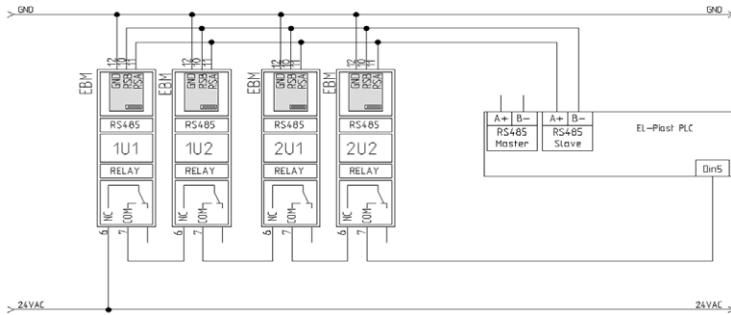 GND GND
12 10 11 12 10 11 12 10 11 12 10 11
EBM GND RSB RSA EBM GND RSB RSA EBM GND RSB RSA EBM GND RSB RSA
A+ B- A+ B-
RS485 RS485 RS485 RS485 RS485 Master RS485 Slave El-Piast PLC
1U1 1U2 2U1 2U2
RELAY RELAY RELAY RELAY Din5
NC COM NC COM NC COM NC COM
6 7 6 7 6 7 6 7
24VAC 24VAC